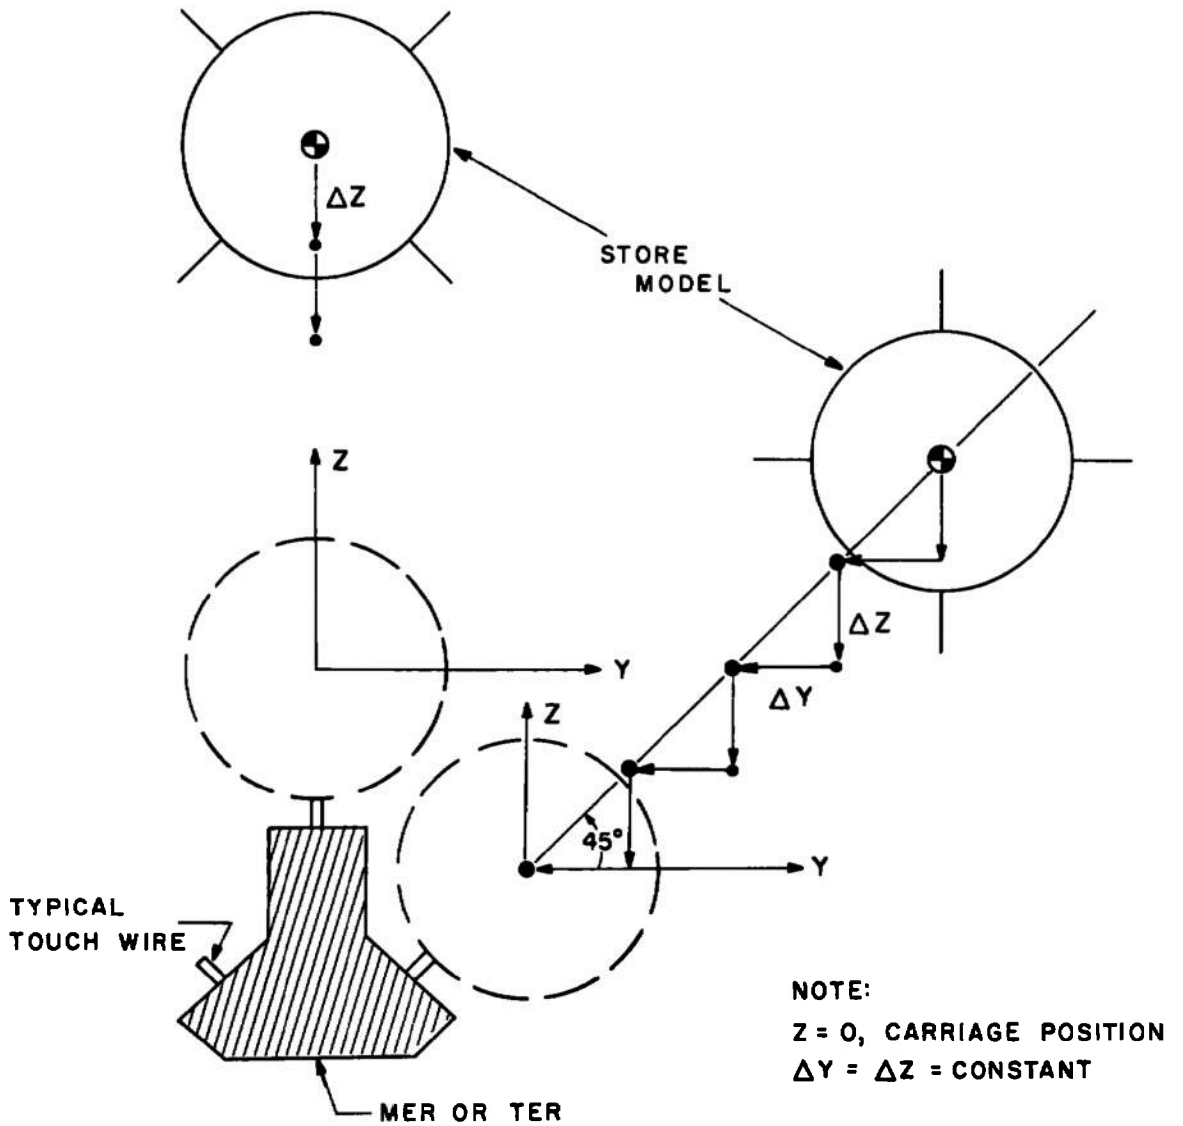 ΔZ
STORE
MODEL
Z
Y
ΔZ
ΔY
Z
45°
Y
TYPICAL
TOUCH WIRE
MER OR TER
NOTE:
Z = 0, CARRIAGE POSITION
ΔY = ΔZ = CONSTANT